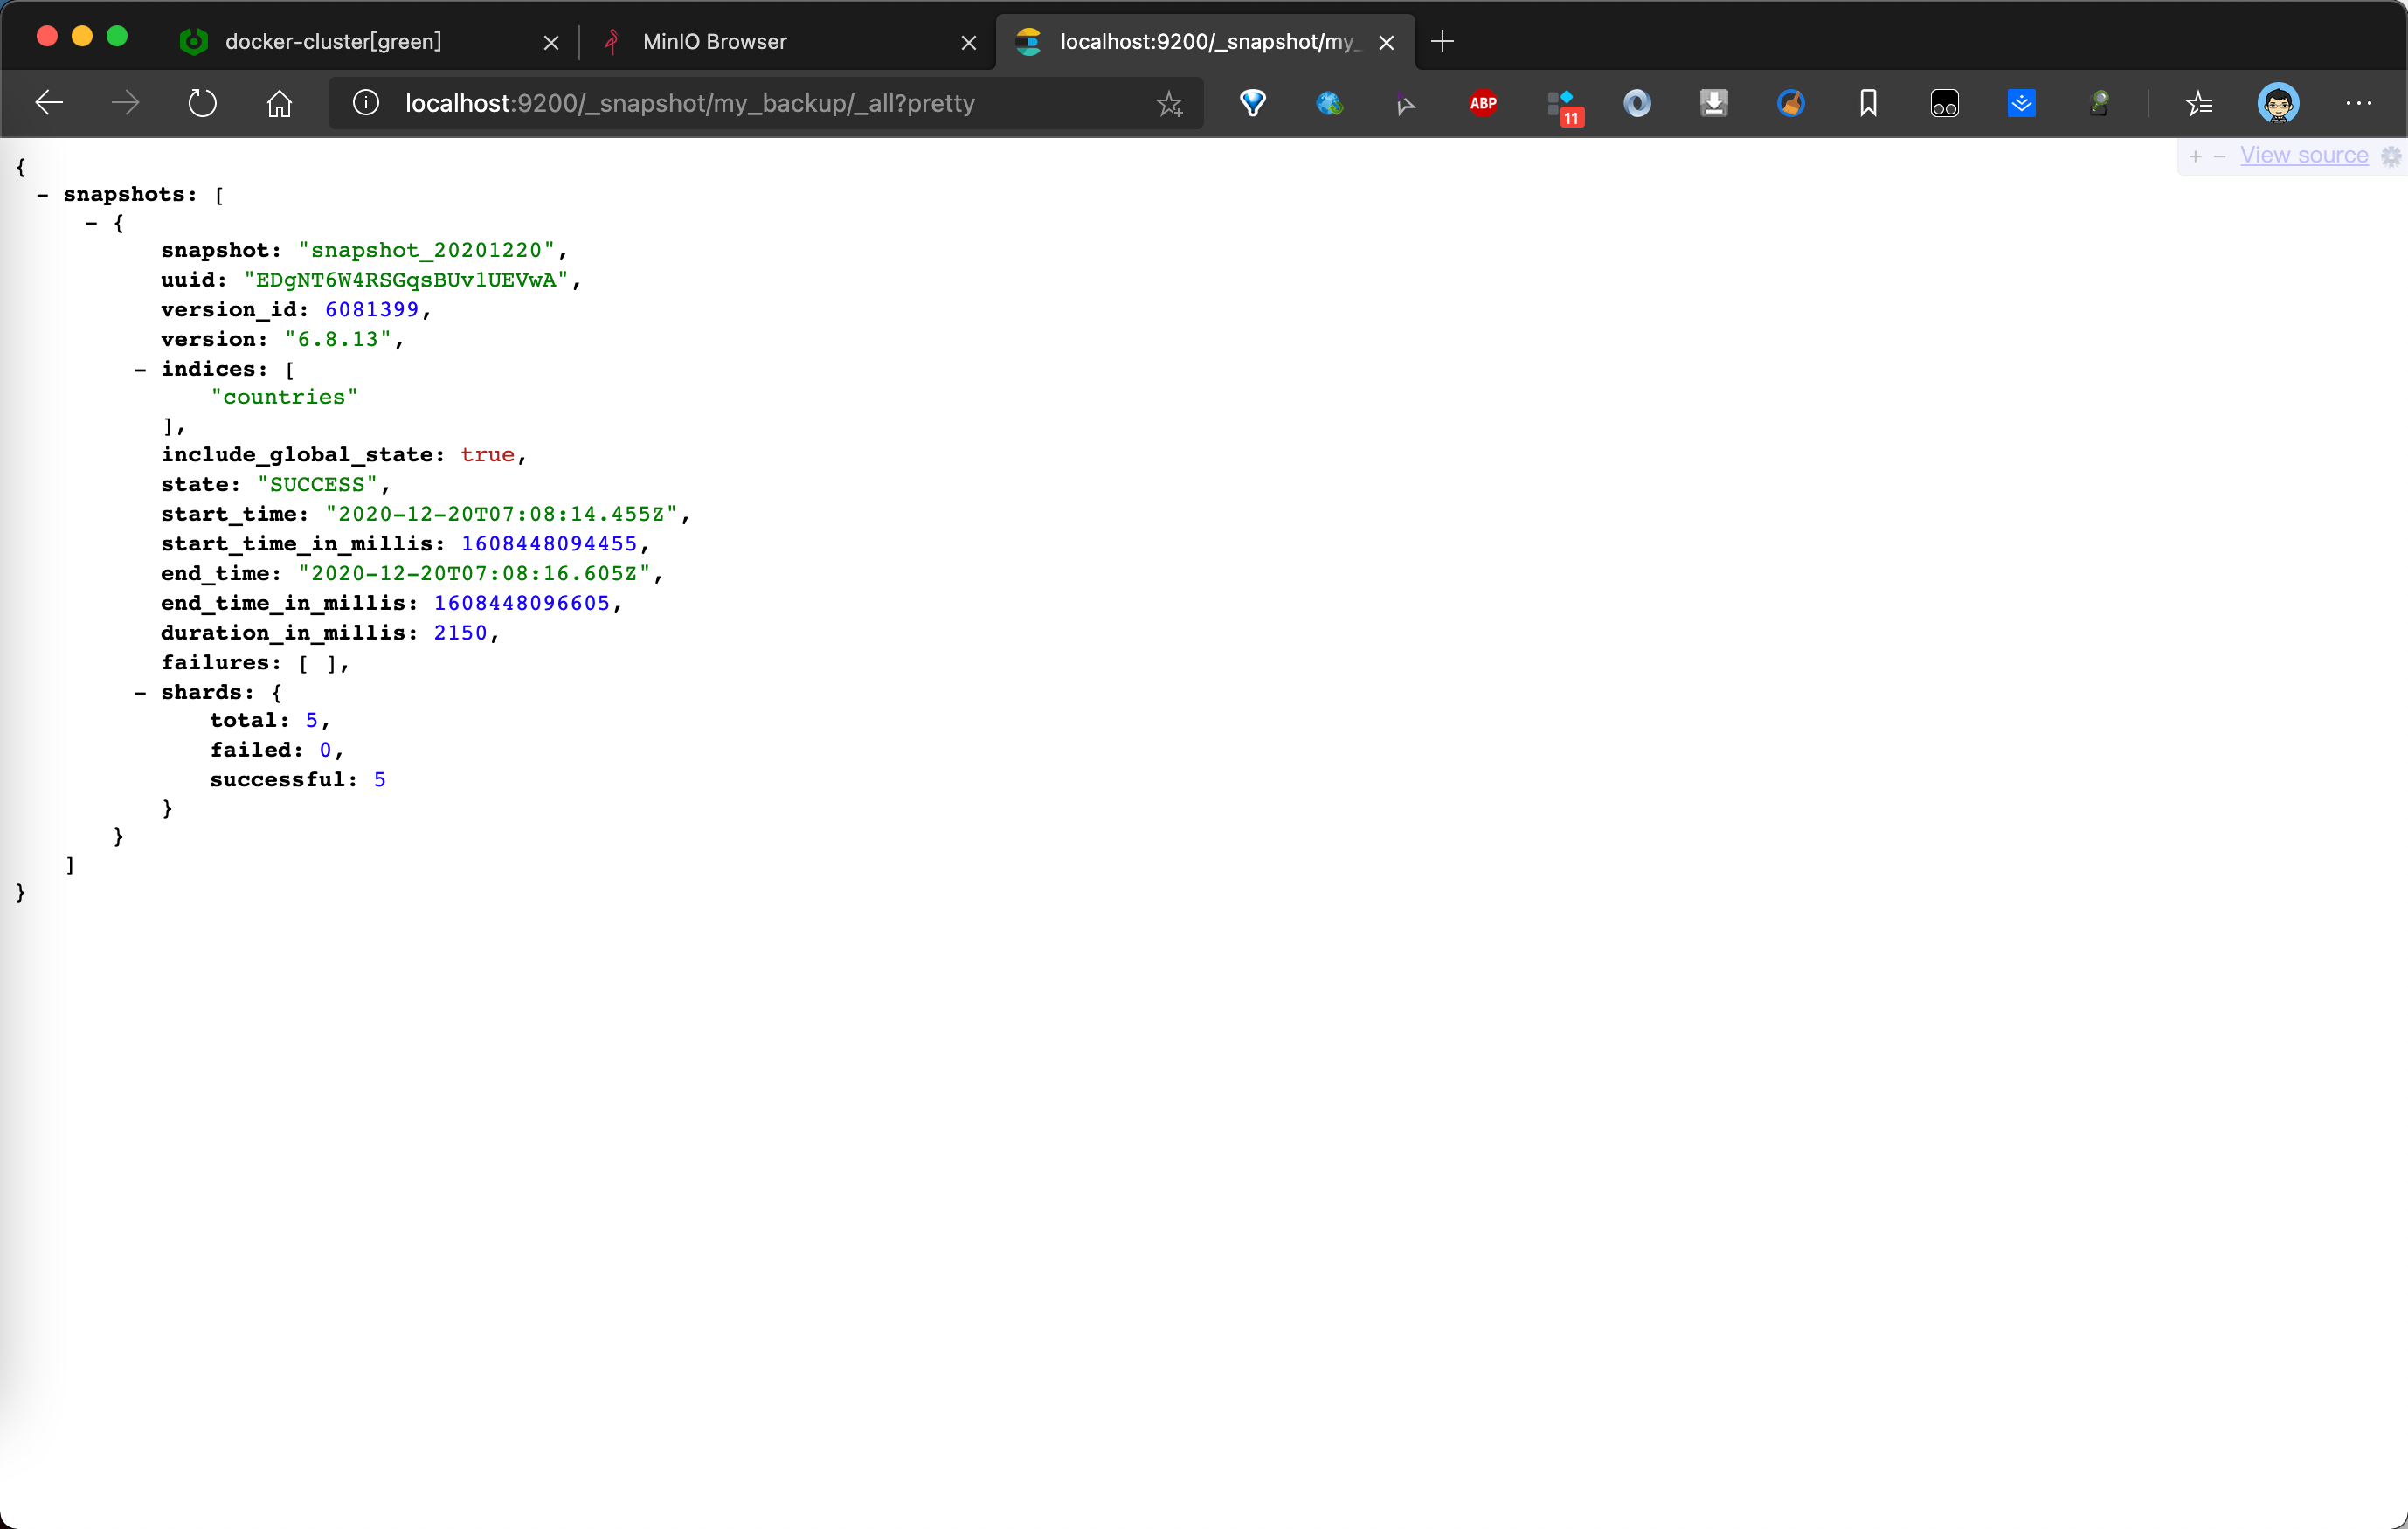 docker-cluster[green]
MinIO Browser
localhost:9200/_snapshot/my_
localhost:9200/_snapshot/my_backup/_all?pretty
ABP
11
+ − View source
{
− snapshots: [
− {
snapshot: "snapshot_20201220",
uuid: "EDgNT6W4RSGqsBUv1UEVwA",
version_id: 6081399,
version: "6.8.13",
− indices: [
"countries"
],
include_global_state: true,
state: "SUCCESS",
start_time: "2020-12-20T07:08:14.455Z",
start_time_in_millis: 1608448094455,
end_time: "2020-12-20T07:08:16.605Z",
end_time_in_millis: 1608448096605,
duration_in_millis: 2150,
failures: [ ],
− shards: {
total: 5,
failed: 0,
successful: 5
}
}
]
}